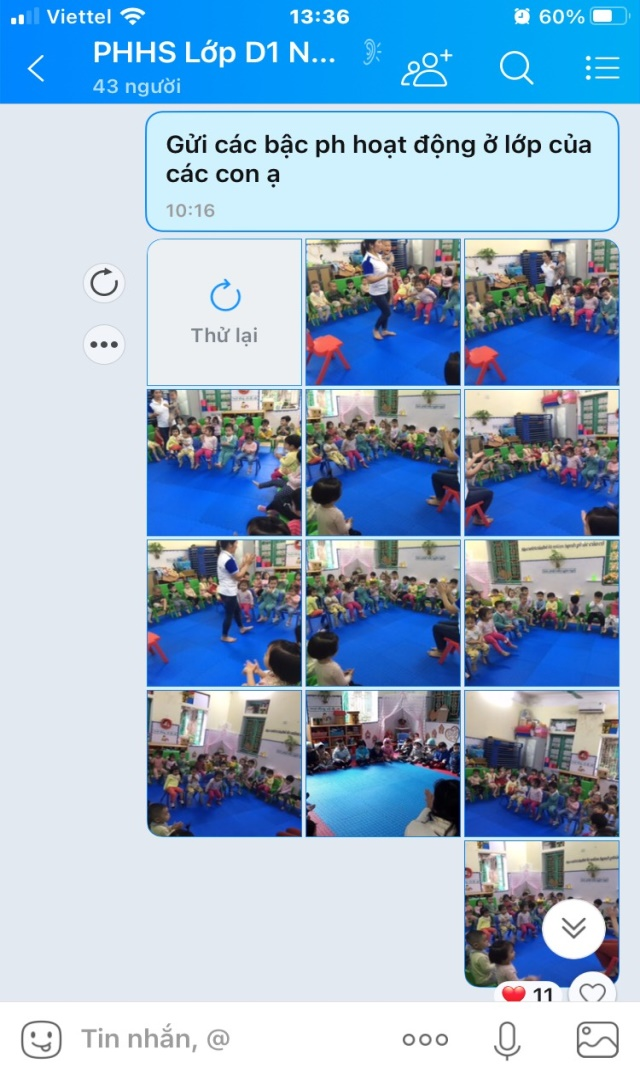 Viettel 13:36 60%
PHHS Lớp D1 N...
43 người
Gửi các bậc ph hoạt động ở lớp của
các con ạ
10:16
Thử lại
11
Tin nhắn, @